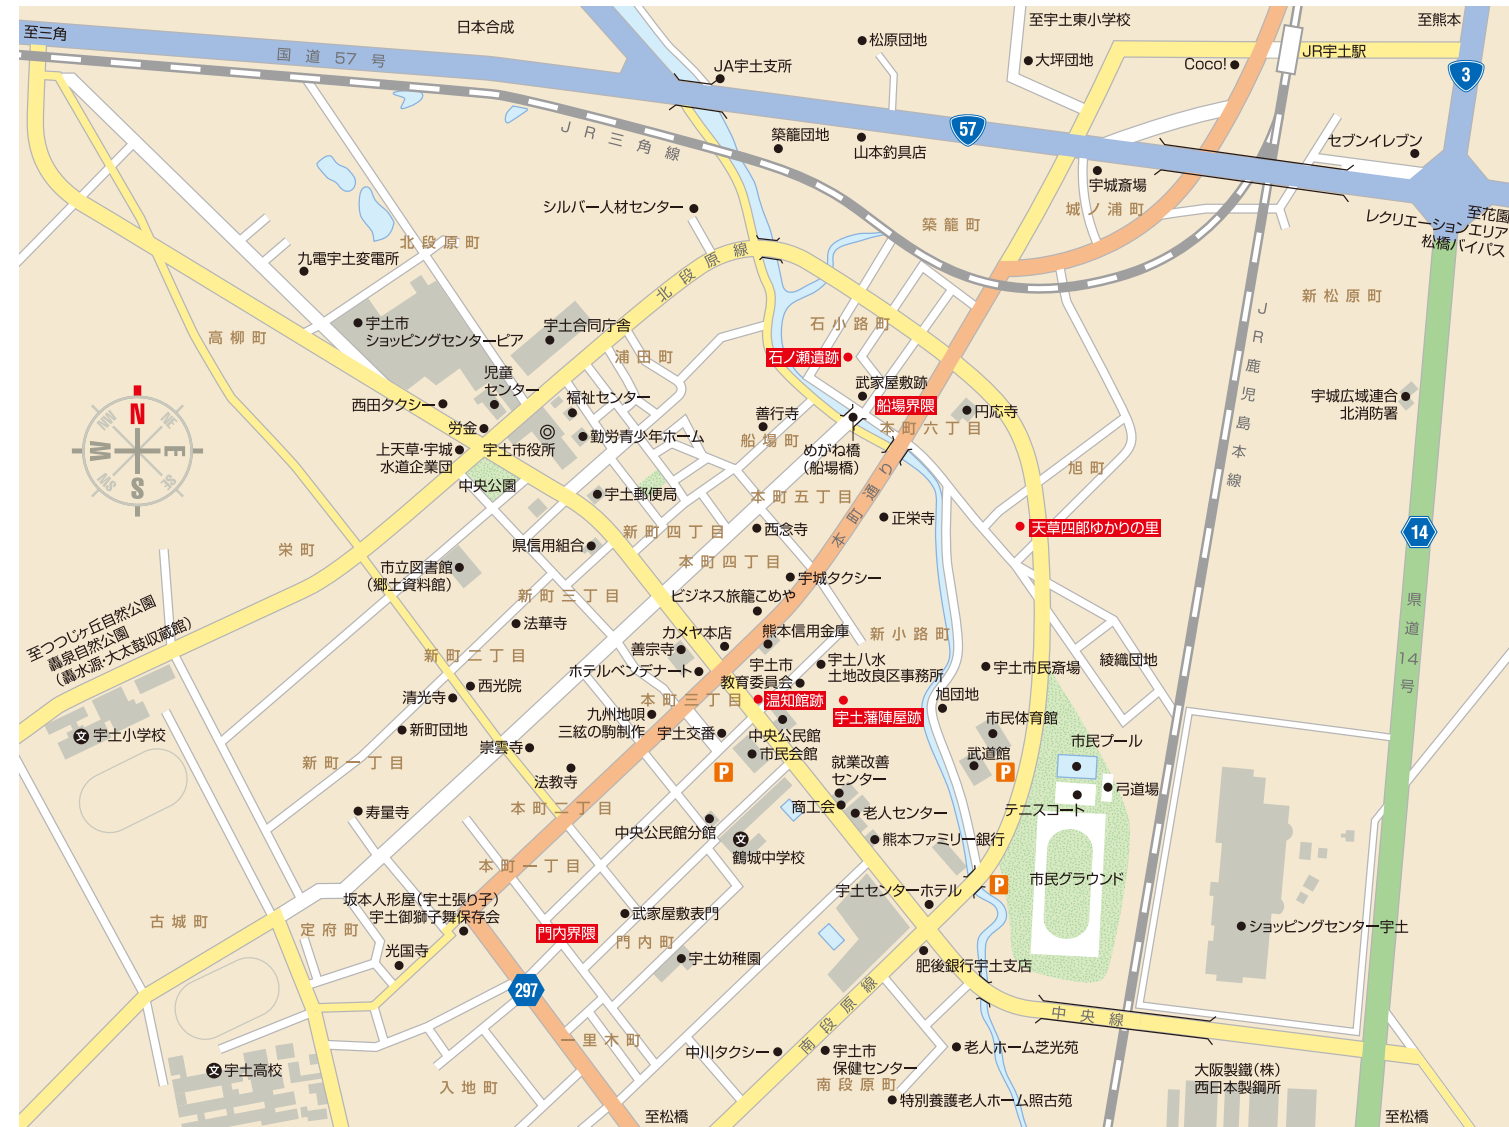 至三角
日本合成
至宇土東小学校
至熊本
松原団地
国道57号
JA宇土支所
大坪団地
Coco!
JR宇土駅
3
57
JR三角線
築籠団地
山本釣具店
セブンイレブン
宇城斎場
城ノ浦町
シルバー人材センター
築籠町
至花園
レクリエーションエリア
松橋バイパス
北段原町
九電宇土変電所
北段原線
新松原町
高柳町
宇土市
ショッピングセンターピア
宇土合同庁舎
浦田町
石小路町
石ノ瀬遺跡
JR鹿児島本線
児童
センター
西田タクシー
福祉センター
武家屋敷跡
船場界隈
円応寺
宇城広域連合
北消防署
N
NE
E
SE
S
WS
W
NW
労金
宇土市役所
勤労青少年ホーム
善行寺
船場町
本町六丁目
めがね橋
(船場橋)
上天草・宇城
水道企業団
中央公園
宇土郵便局
旭町
本町五丁目
本町通り
正栄寺
西念寺
天草四郎ゆかりの里
14
栄町
県信用組合
新町四丁目
本町四丁目
市立図書館
(郷土資料館)
宇城タクシー
新町三丁目
ビジネス旅籠こめや
県道14号
至つつじヶ丘自然公園
轟泉自然公園
(轟水源・大太鼓収蔵館)
法華寺
カメヤ本店
熊本信用金庫
新小路町
善宗寺
新町二丁目
ホテルベンデナート
宇土市
教育委員会
宇土八水
土地改良区事務所
宇土市民斎場
綾織団地
西光院
清光寺
本町三丁目
温知館跡
宇土藩陣屋跡
旭団地
文
宇土小学校
新町団地
九州地唄
三絃の駒制作
宇土交番
中央公民館
市民会館
市民体育館
武道館
市民プール
崇雲寺
新町一丁目
法教寺
P
就業改善
センター
P
弓道場
寿量寺
本町二丁目
商工会
老人センター
テニスコート
中央公民館分館
文
鶴城中学校
熊本ファミリー銀行
本町一丁目
宇土センターホテル
P
市民グラウンド
坂本人形屋(宇土張り子)
宇土御獅子舞保存会
古城町
定府町
門内界隈
武家屋敷表門
門内町
ショッピングセンター宇土
光国寺
宇土幼稚園
肥後銀行宇土支店
297
南段原線
中央線
一里木町
文
宇土高校
入地町
中川タクシー
宇土市
保健センター
南段原町
老人ホーム芝光苑
大阪製鐵(株)
西日本製鋼所
特別養護老人ホーム照古苑
至松橋
至松橋